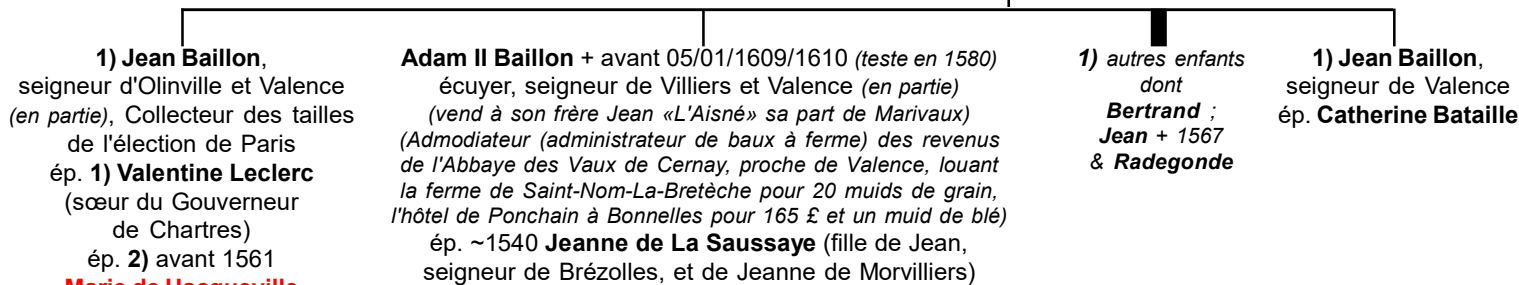 1) Jean Baillon,
seigneur d'Olinville et Valence
(en partie), Collecteur des tailles
de l'élection de Paris
ép. 1) Valentine Leclerc
(sœur du Gouverneur
de Chartres)
ép. 2) avant 1561
Marie de Hacqueville
Adam II Baillon + avant 05/01/1609/1610 (teste en 1580)
écuyer, seigneur de Villiers et Valence (en partie)
(vend à son frère Jean «L'Aisné» sa part de Marivaux)
(Admodiateur (administrateur de baux à ferme) des revenus
de l'Abbaye des Vaux de Cernay, proche de Valence, louant
la ferme de Saint-Nom-La-Bretèche pour 20 muids de grain,
l'hôtel de Ponchain à Bonnelles pour 165 £ et un muid de blé)
ép. ~1540 Jeanne de La Saussaye (fille de Jean,
seigneur de Brézolles, et de Jeanne de Morvilliers)
1) autres enfants
dont
Bertrand ;
Jean + 1567
& Radegonde
1) Jean Baillon,
seigneur de Valence
ép. Catherine Bataille